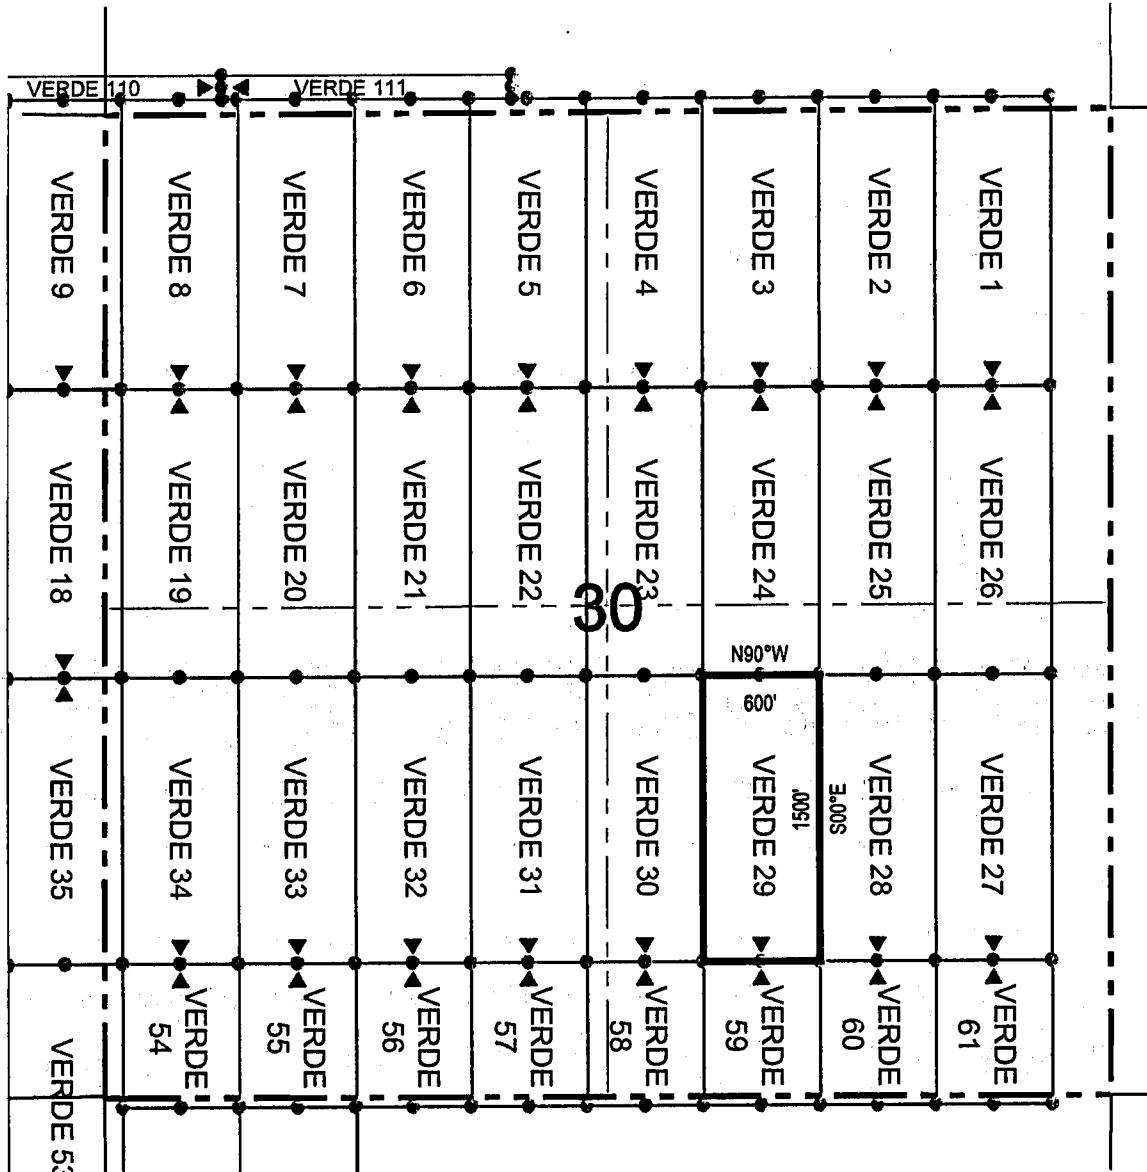 VERDE 110
VERDE 111
VERDE 9
VERDE 8
VERDE 7
VERDE 6
VERDE 5
VERDE 4
VERDE 3
VERDE 2
VERDE 1
VERDE 18
VERDE 19
VERDE 20
VERDE 21
VERDE 22
VERDE 23
VERDE 24
VERDE 25
VERDE 26
30
N90°W
600'
1500'
S00°E
VERDE 35
VERDE 34
VERDE 33
VERDE 32
VERDE 31
VERDE 30
VERDE 29
VERDE 28
VERDE 27
VERDE 53
VERDE
54
VERDE
55
VERDE
56
VERDE
57
VERDE
58
VERDE
59
VERDE
60
VERDE
61